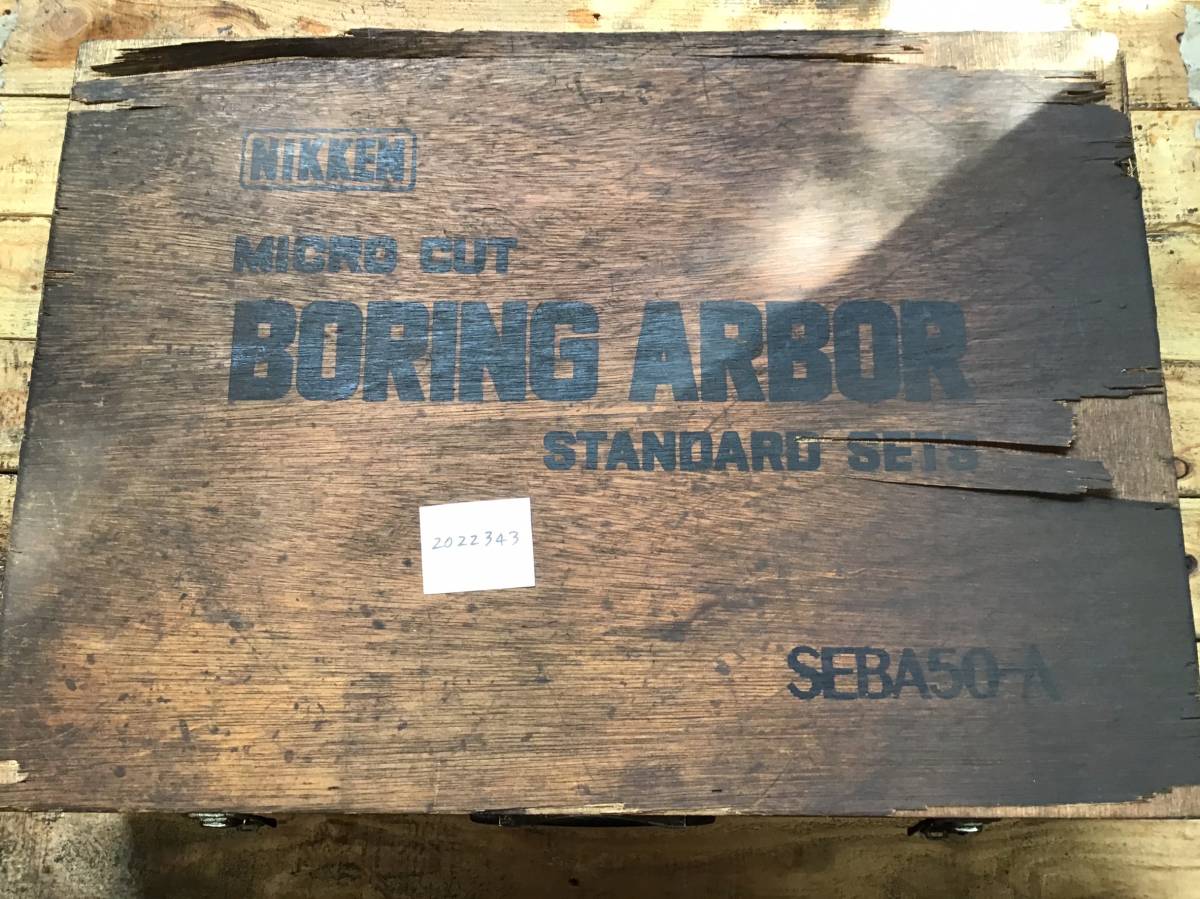 NIKKEN
MICRO CUT
BORING ARBOR
STANDARD SETS
2022343
SEBA50-A